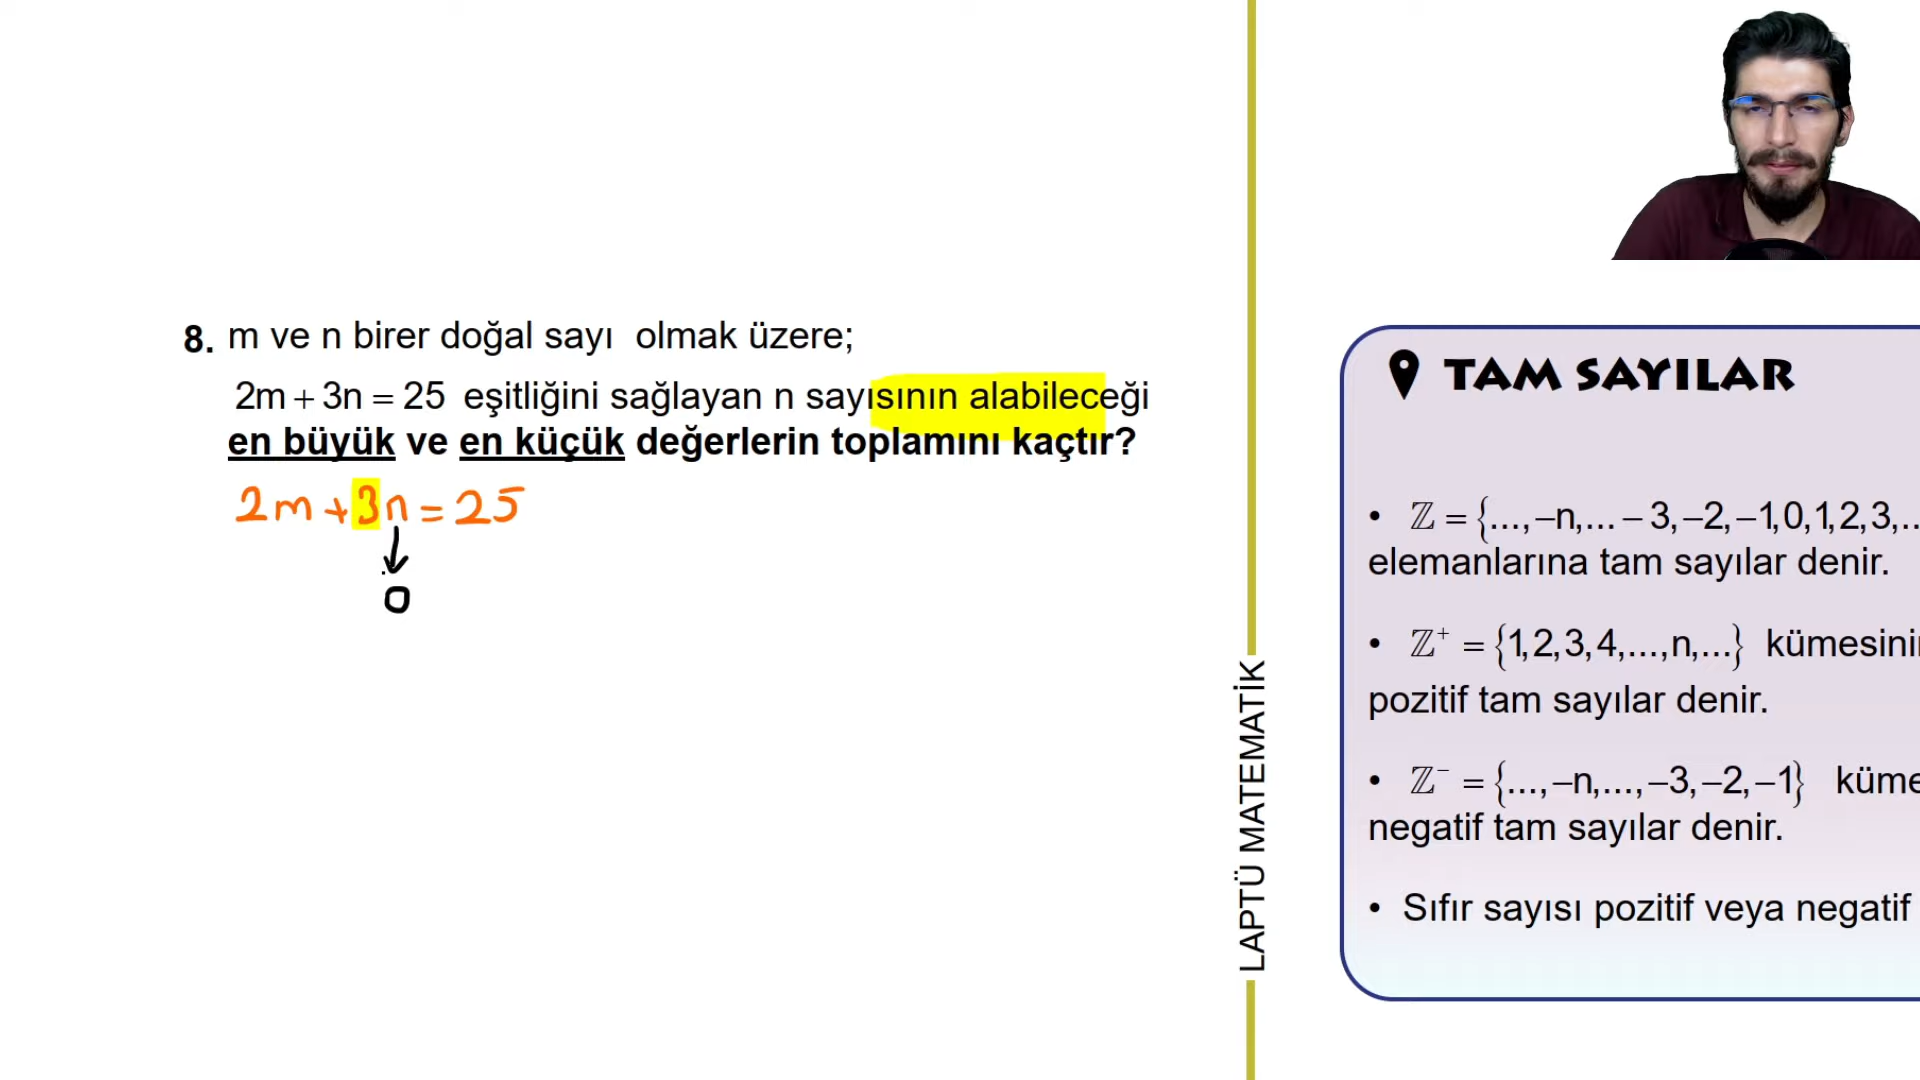 8. m ve n birer doğal sayı olmak üzere;
2m + 3n = 25 eşitliğini sağlayan n sayısının alabileceği
en büyük ve en küçük değerlerin toplamını kaçtır?
2m + 3n = 25
0
LAPTÜ MATEMATİK
TAM SAYILAR
• ℤ = {...,–n,... – 3,–2,–1,0,1,2,3,..
elemanlarına tam sayılar denir.
• ℤ⁺ = {1,2,3,4,...,n,...} kümesini
pozitif tam sayılar denir.
• ℤ⁻ = {...,–n,...,–3,–2,–1} küme
negatif tam sayılar denir.
• Sıfır sayısı pozitif veya negatif